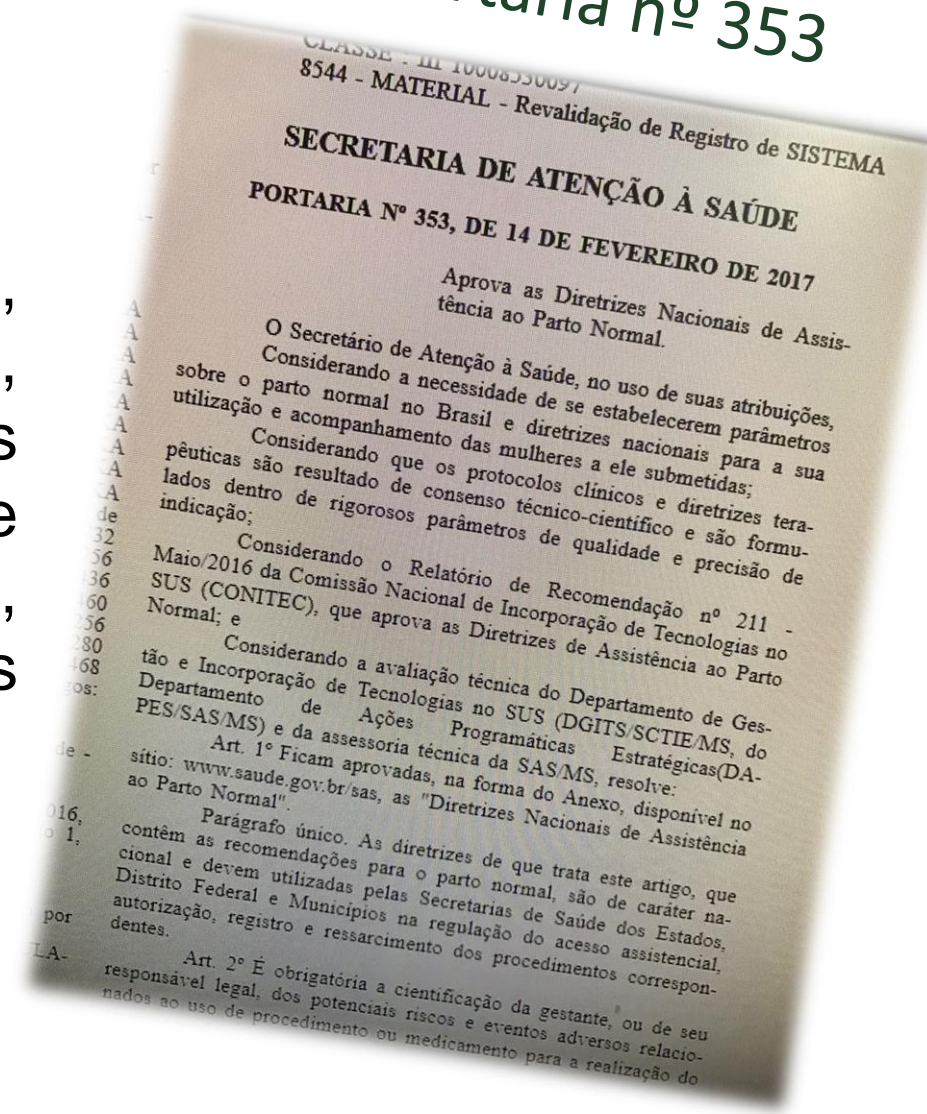 nº 353
8544 - MATERIAL - Revalidação de Registro de SISTEMA
SECRETARIA DE ATENÇÃO À SAÚDE
PORTARIA Nº 353, DE 14 DE FEVEREIRO DE 2017
Aprova as Diretrizes Nacionais de Assis-
tência ao Parto Normal.
O Secretário de Atenção à Saúde, no uso de suas atribuições,
Considerando a necessidade de se estabelecerem parâmetros
sobre o parto normal no Brasil e diretrizes nacionais para a sua
utilização e acompanhamento das mulheres a ele submetidas;
Considerando que os protocolos clínicos e diretrizes tera-
pêuticas são resultado de consenso técnico-científico e são formu-
lados dentro de rigorosos parâmetros de qualidade e precisão de
indicação;
Considerando o Relatório de Recomendação nº 211 -
Maio/2016 da Comissão Nacional de Incorporação de Tecnologias no
SUS (CONITEC), que aprova as Diretrizes de Assistência ao Parto
Normal; e
Considerando a avaliação técnica do Departamento de Ges-
tão e Incorporação de Tecnologias no SUS (DGITS/SCTIE/MS, do
Departamento de Ações Programáticas Estratégicas(DA-
PES/SAS/MS) e da assessoria técnica da SAS/MS, resolve:
Art. 1º Ficam aprovadas, na forma do Anexo, disponível no
sítio: www.saude.gov.br/sas, as "Diretrizes Nacionais de Assistência
ao Parto Normal".
Parágrafo único. As diretrizes de que trata este artigo, que
contêm as recomendações para o parto normal, são de caráter na-
cional e devem utilizadas pelas Secretarias de Saúde dos Estados,
Distrito Federal e Municípios na regulação do acesso assistencial,
autorização, registro e ressarcimento dos procedimentos correspon-
dentes.
Art. 2º É obrigatória a cientificação da gestante, ou de seu
responsável legal, dos potenciais riscos e eventos adversos relacio-
nados ao uso de procedimento ou medicamento para a realização do